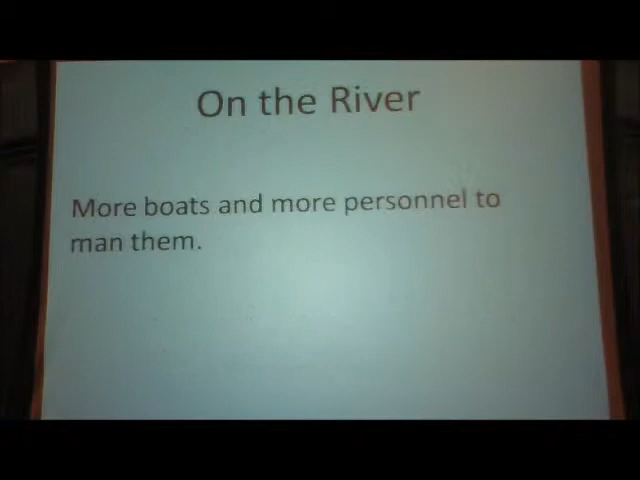 On the River
More boats and more personnel to
man them.